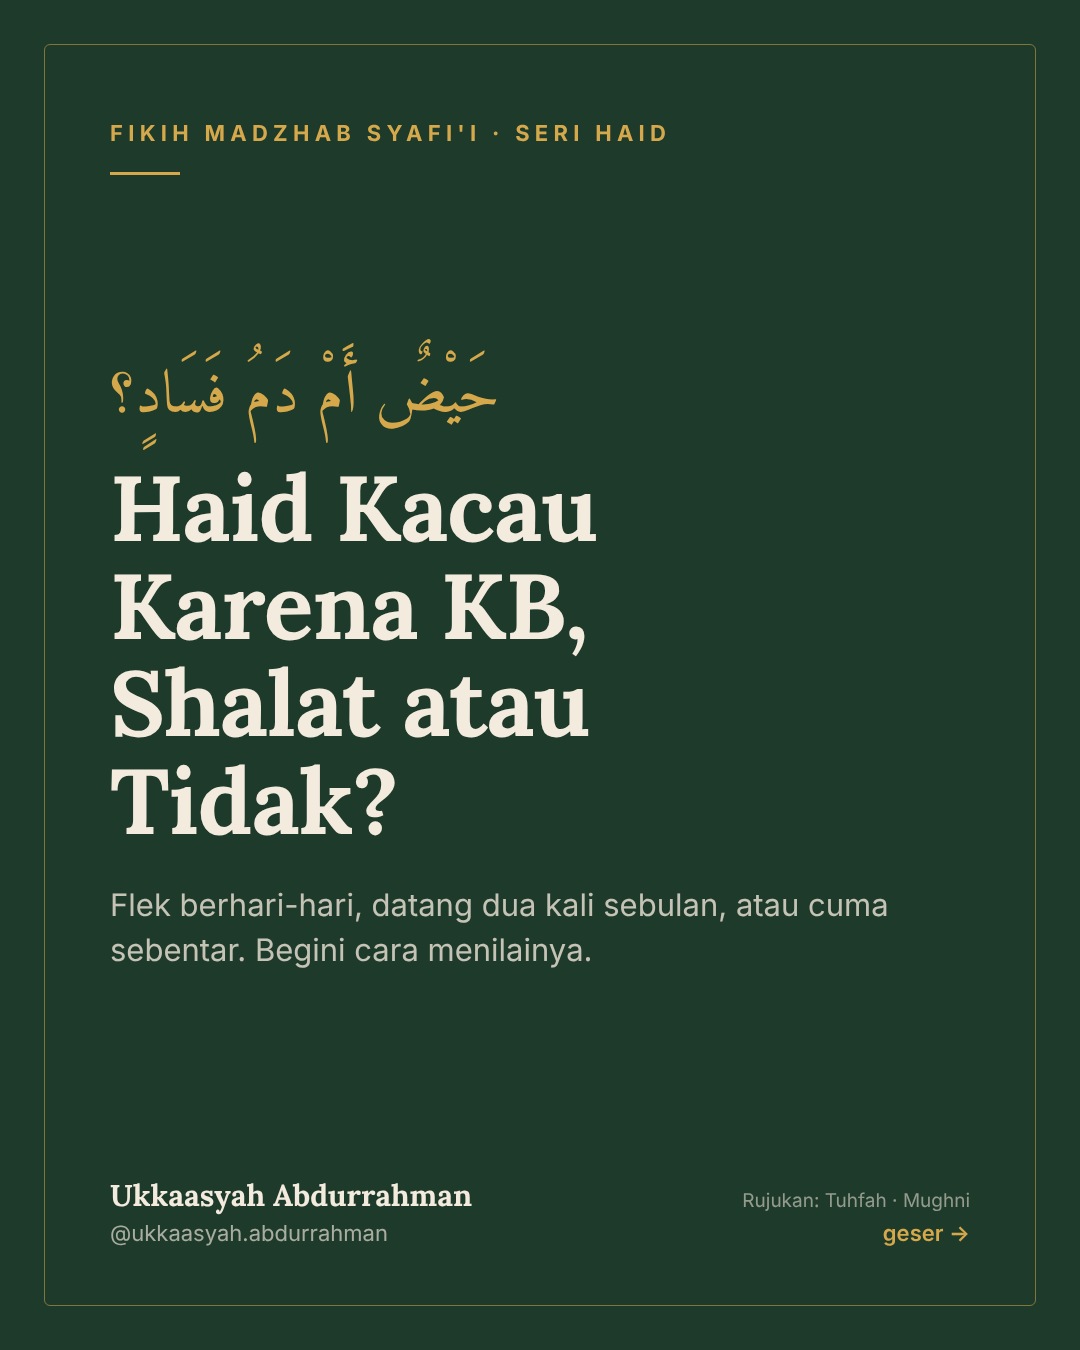 FIKIH MADZHAB SYAFI'I · SERI HAID
حَيْضٌ أَمْ دَمُ فَسَادٍ؟
Haid Kacau
Karena KB,
Shalat atau
Tidak?
Flek berhari-hari, datang dua kali sebulan, atau cuma
sebentar. Begini cara menilainya.
Ukkaasyah Abdurrahman
@ukkaasyah.abdurrahman
Rujukan: Tuhfah · Mughni
geser →